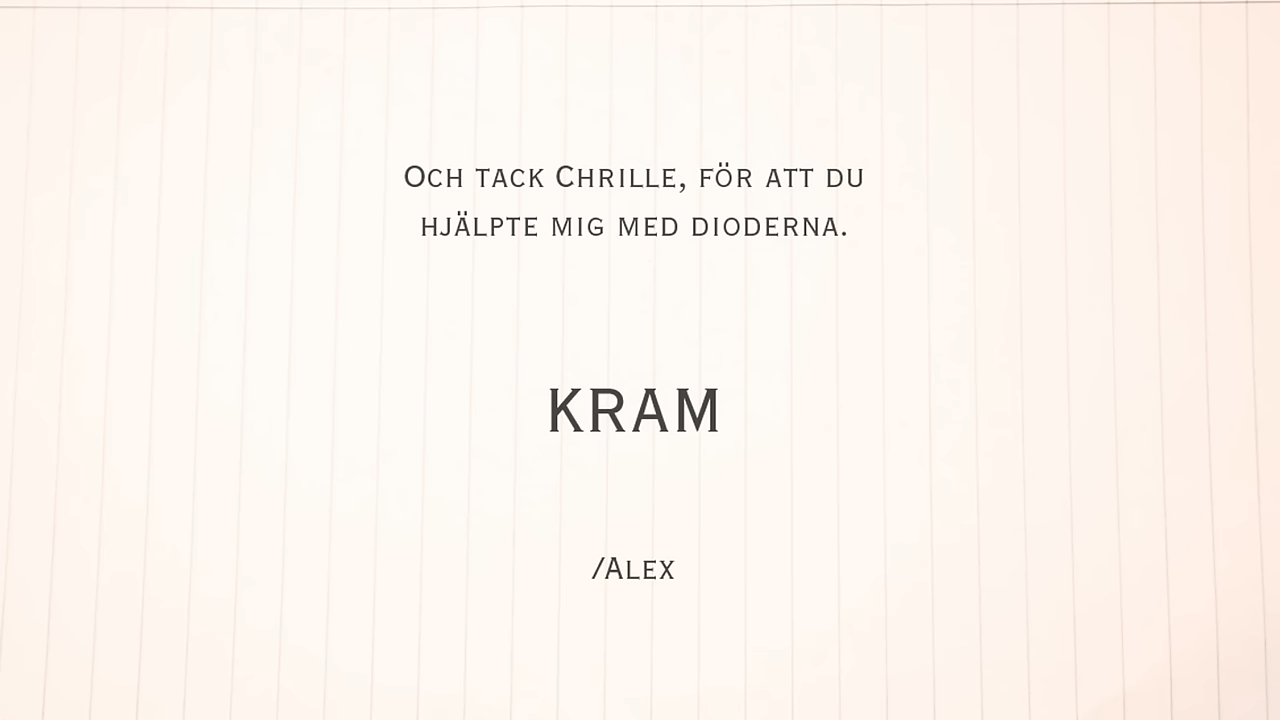 Och tack Chrille, för att du
hjälpte mig med dioderna.
KRAM
/Alex